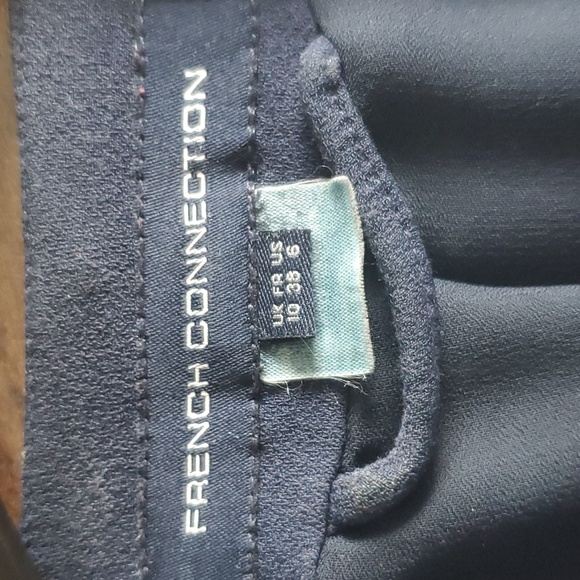 FRENCH CONNECTION
UK FR US
10 38 6